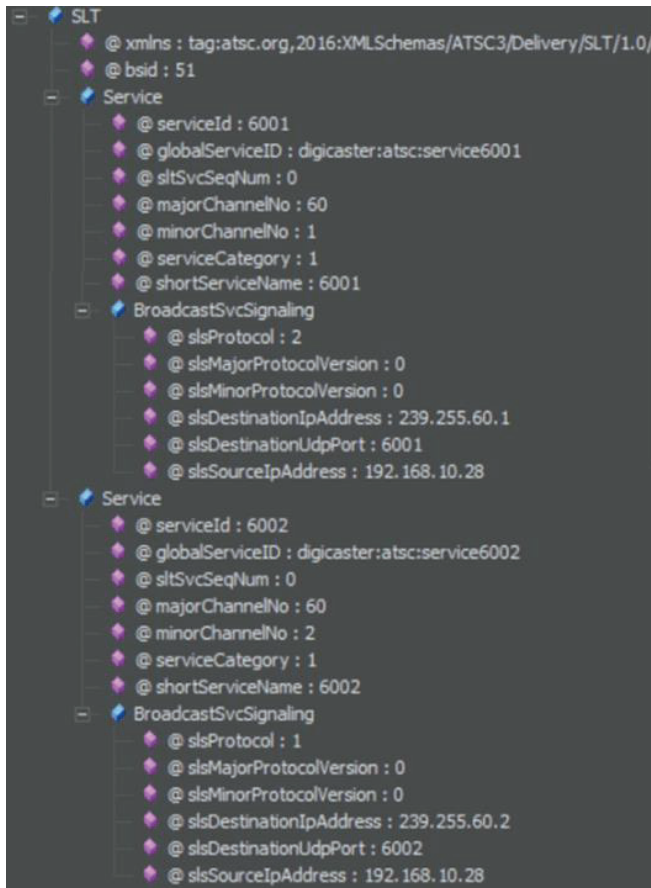 SLT
@ xmlns : tag:atsc.org,2016:XMLSchemas/ATSC3/Delivery/SLT/1.0/
@ bsid : 51
Service
@ serviceId : 6001
@ globalServiceID : digicaster:atsc:service6001
@ sltSvcSeqNum : 0
@ majorChannelNo : 60
@ minorChannelNo : 1
@ serviceCategory : 1
@ shortServiceName : 6001
BroadcastSvcSignaling
@ slsProtocol : 2
@ slsMajorProtocolVersion : 0
@ slsMinorProtocolVersion : 0
@ slsDestinationIpAddress : 239.255.60.1
@ slsDestinationUdpPort : 6001
@ slsSourceIpAddress : 192.168.10.28
Service
@ serviceId : 6002
@ globalServiceID : digicaster:atsc:service6002
@ sltSvcSeqNum : 0
@ majorChannelNo : 60
@ minorChannelNo : 2
@ serviceCategory : 1
@ shortServiceName : 6002
BroadcastSvcSignaling
@ slsProtocol : 1
@ slsMajorProtocolVersion : 0
@ slsMinorProtocolVersion : 0
@ slsDestinationIpAddress : 239.255.60.2
@ slsDestinationUdpPort : 6002
@ slsSourceIpAddress : 192.168.10.28